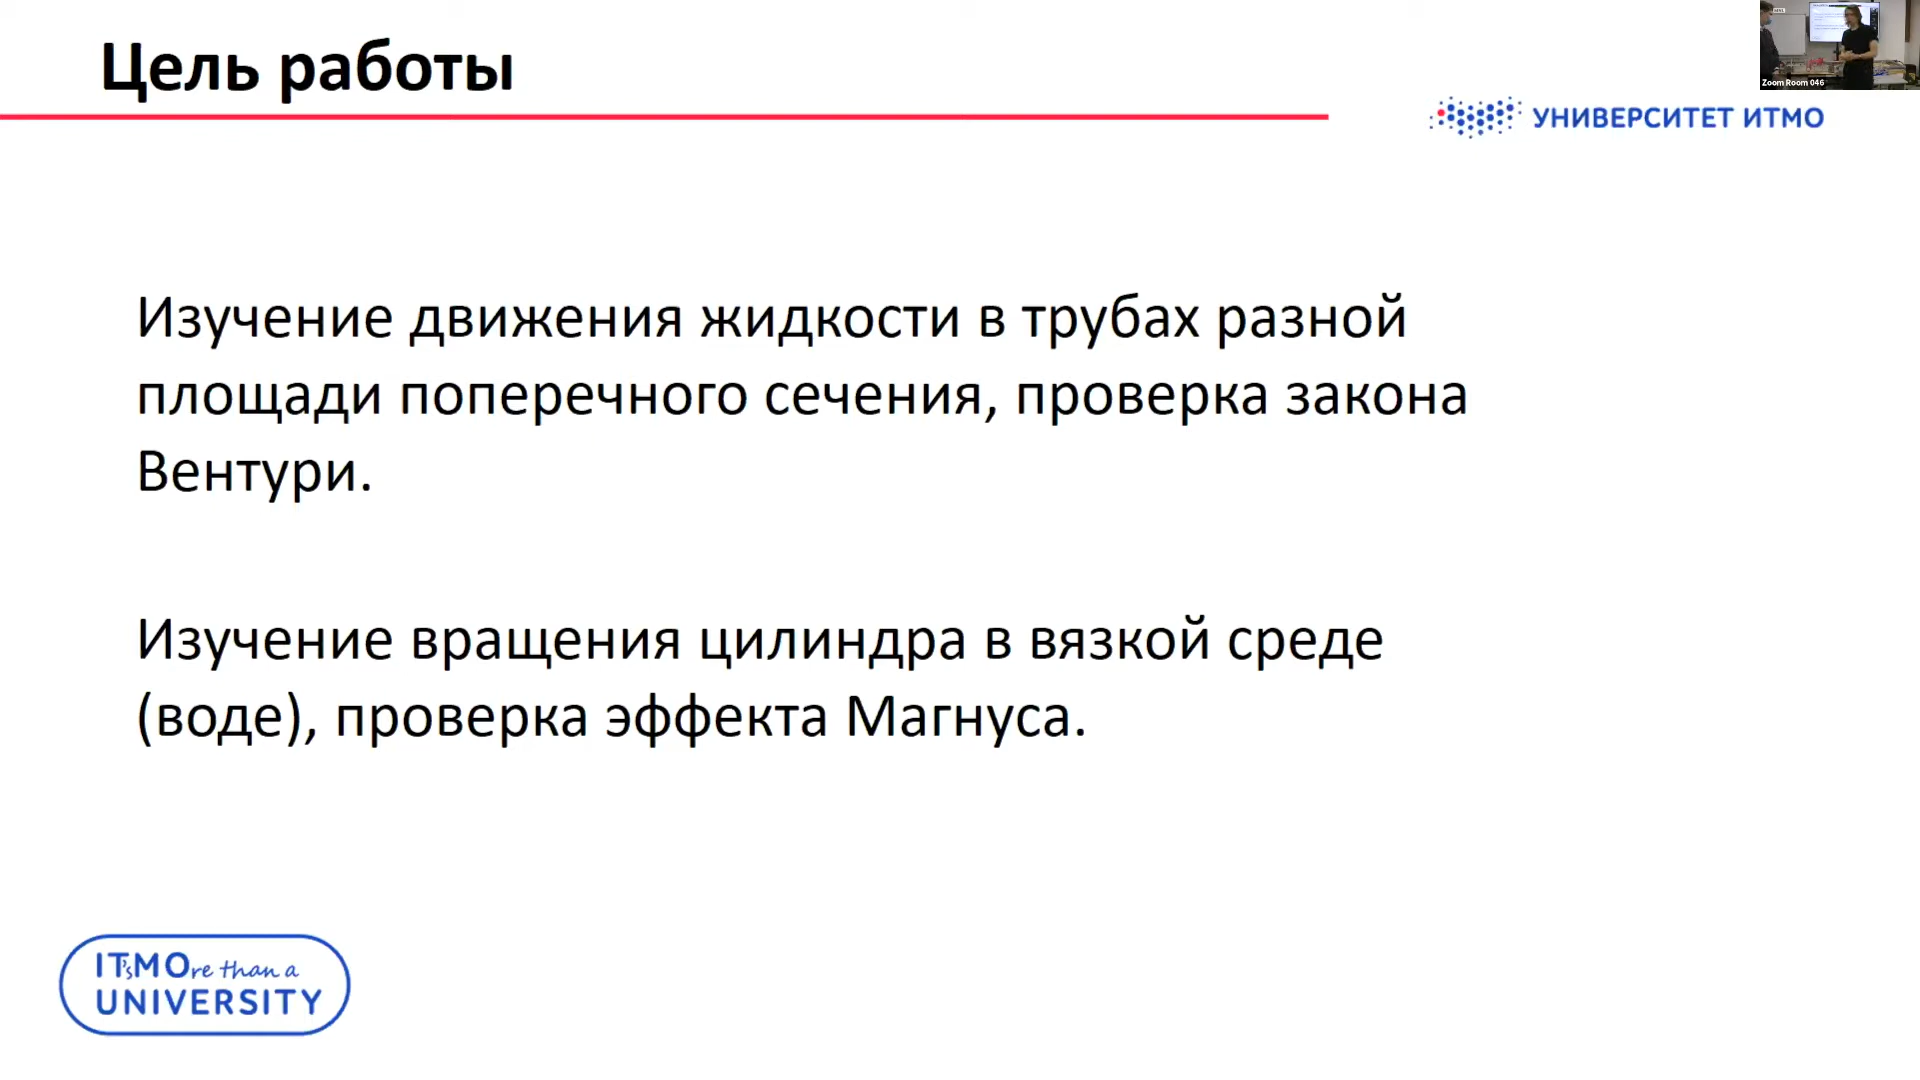 Цель работы
Zoom Room 046
УНИВЕРСИТЕТ ИТМО
Изучение движения жидкости в трубах разной
площади поперечного сечения, проверка закона
Вентури.
Изучение вращения цилиндра в вязкой среде
(воде), проверка эффекта Магнуса.
IT'sMOre than a
UNIVERSITY